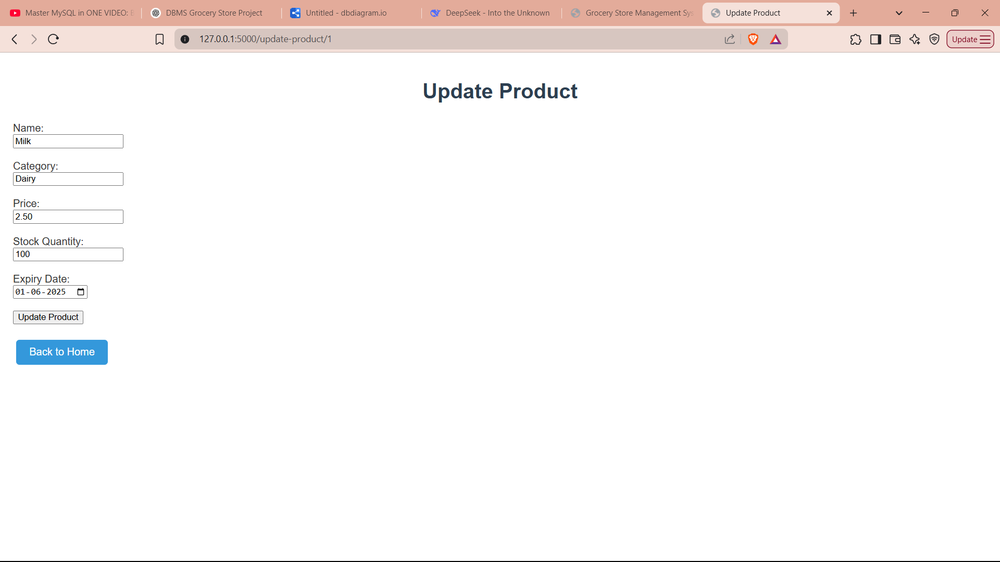 Master MySQL in ONE VIDEO:
DBMS Grocery Store Project
Untitled - dbdiagram.io
DeepSeek - Into the Unknown
Grocery Store Management Sys
Update Product
127.0.0.1:5000/update-product/1
Update
Update Product
Name:
Milk
Category:
Dairy
Price:
2.50
Stock Quantity:
100
Expiry Date:
01-06-2025
Update Product
Back to Home